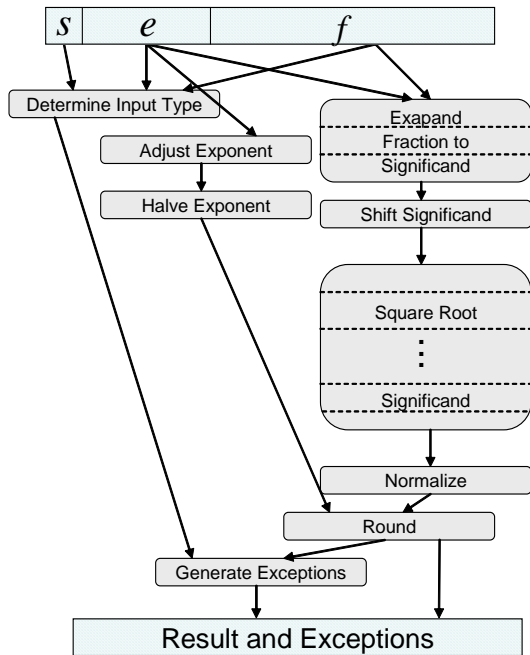 s e f
Determine Input Type
Exapand
Fraction to
Significand
Adjust Exponent
Halve Exponent
Shift Significand
Square Root
Significand
Normalize
Round
Generate Exceptions
Result and Exceptions